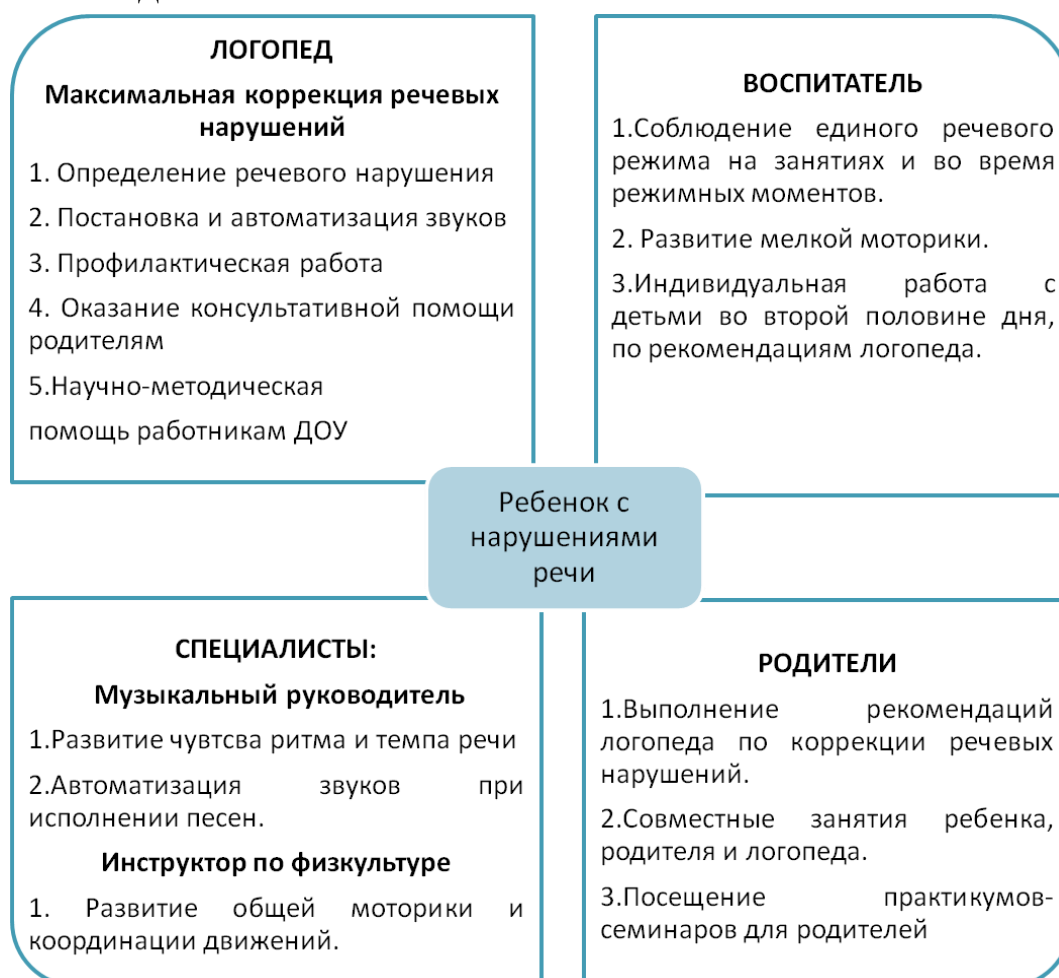 ЛОГОПЕД
Максимальная коррекция речевых
нарушений
1. Определение речевого нарушения
2. Постановка и автоматизация звуков
3. Профилактическая работа
4. Оказание консультативной помощи
родителям
5.Научно-методическая
помощь работникам ДОУ
ВОСПИТАТЕЛЬ
1.Соблюдение единого речевого
режима на занятиях и во время
режимных моментов.
2. Развитие мелкой моторики.
3.Индивидуальная работа с
детьми во второй половине дня,
по рекомендациям логопеда.
Ребенок с
нарушениями
речи
СПЕЦИАЛИСТЫ:
Музыкальный руководитель
1.Развитие чувтсва ритма и темпа речи
2.Автоматизация звуков при
исполнении песен.
Инструктор по физкультуре
1. Развитие общей моторики и
координации движений.
РОДИТЕЛИ
1.Выполнение рекомендаций
логопеда по коррекции речевых
нарушений.
2.Совместные занятия ребенка,
родителя и логопеда.
3.Посещение практикумов-
семинаров для родителей